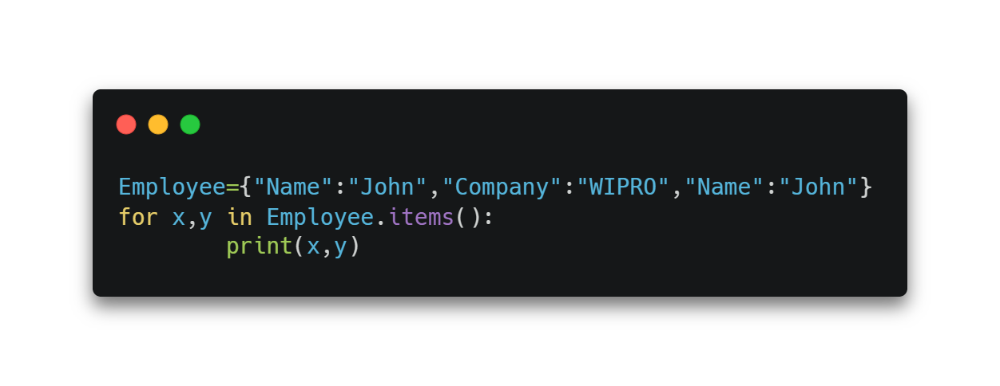 Employee={"Name":"John","Company":"WIPRO","Name":"John"}
for x,y in Employee.items():
        print(x,y)